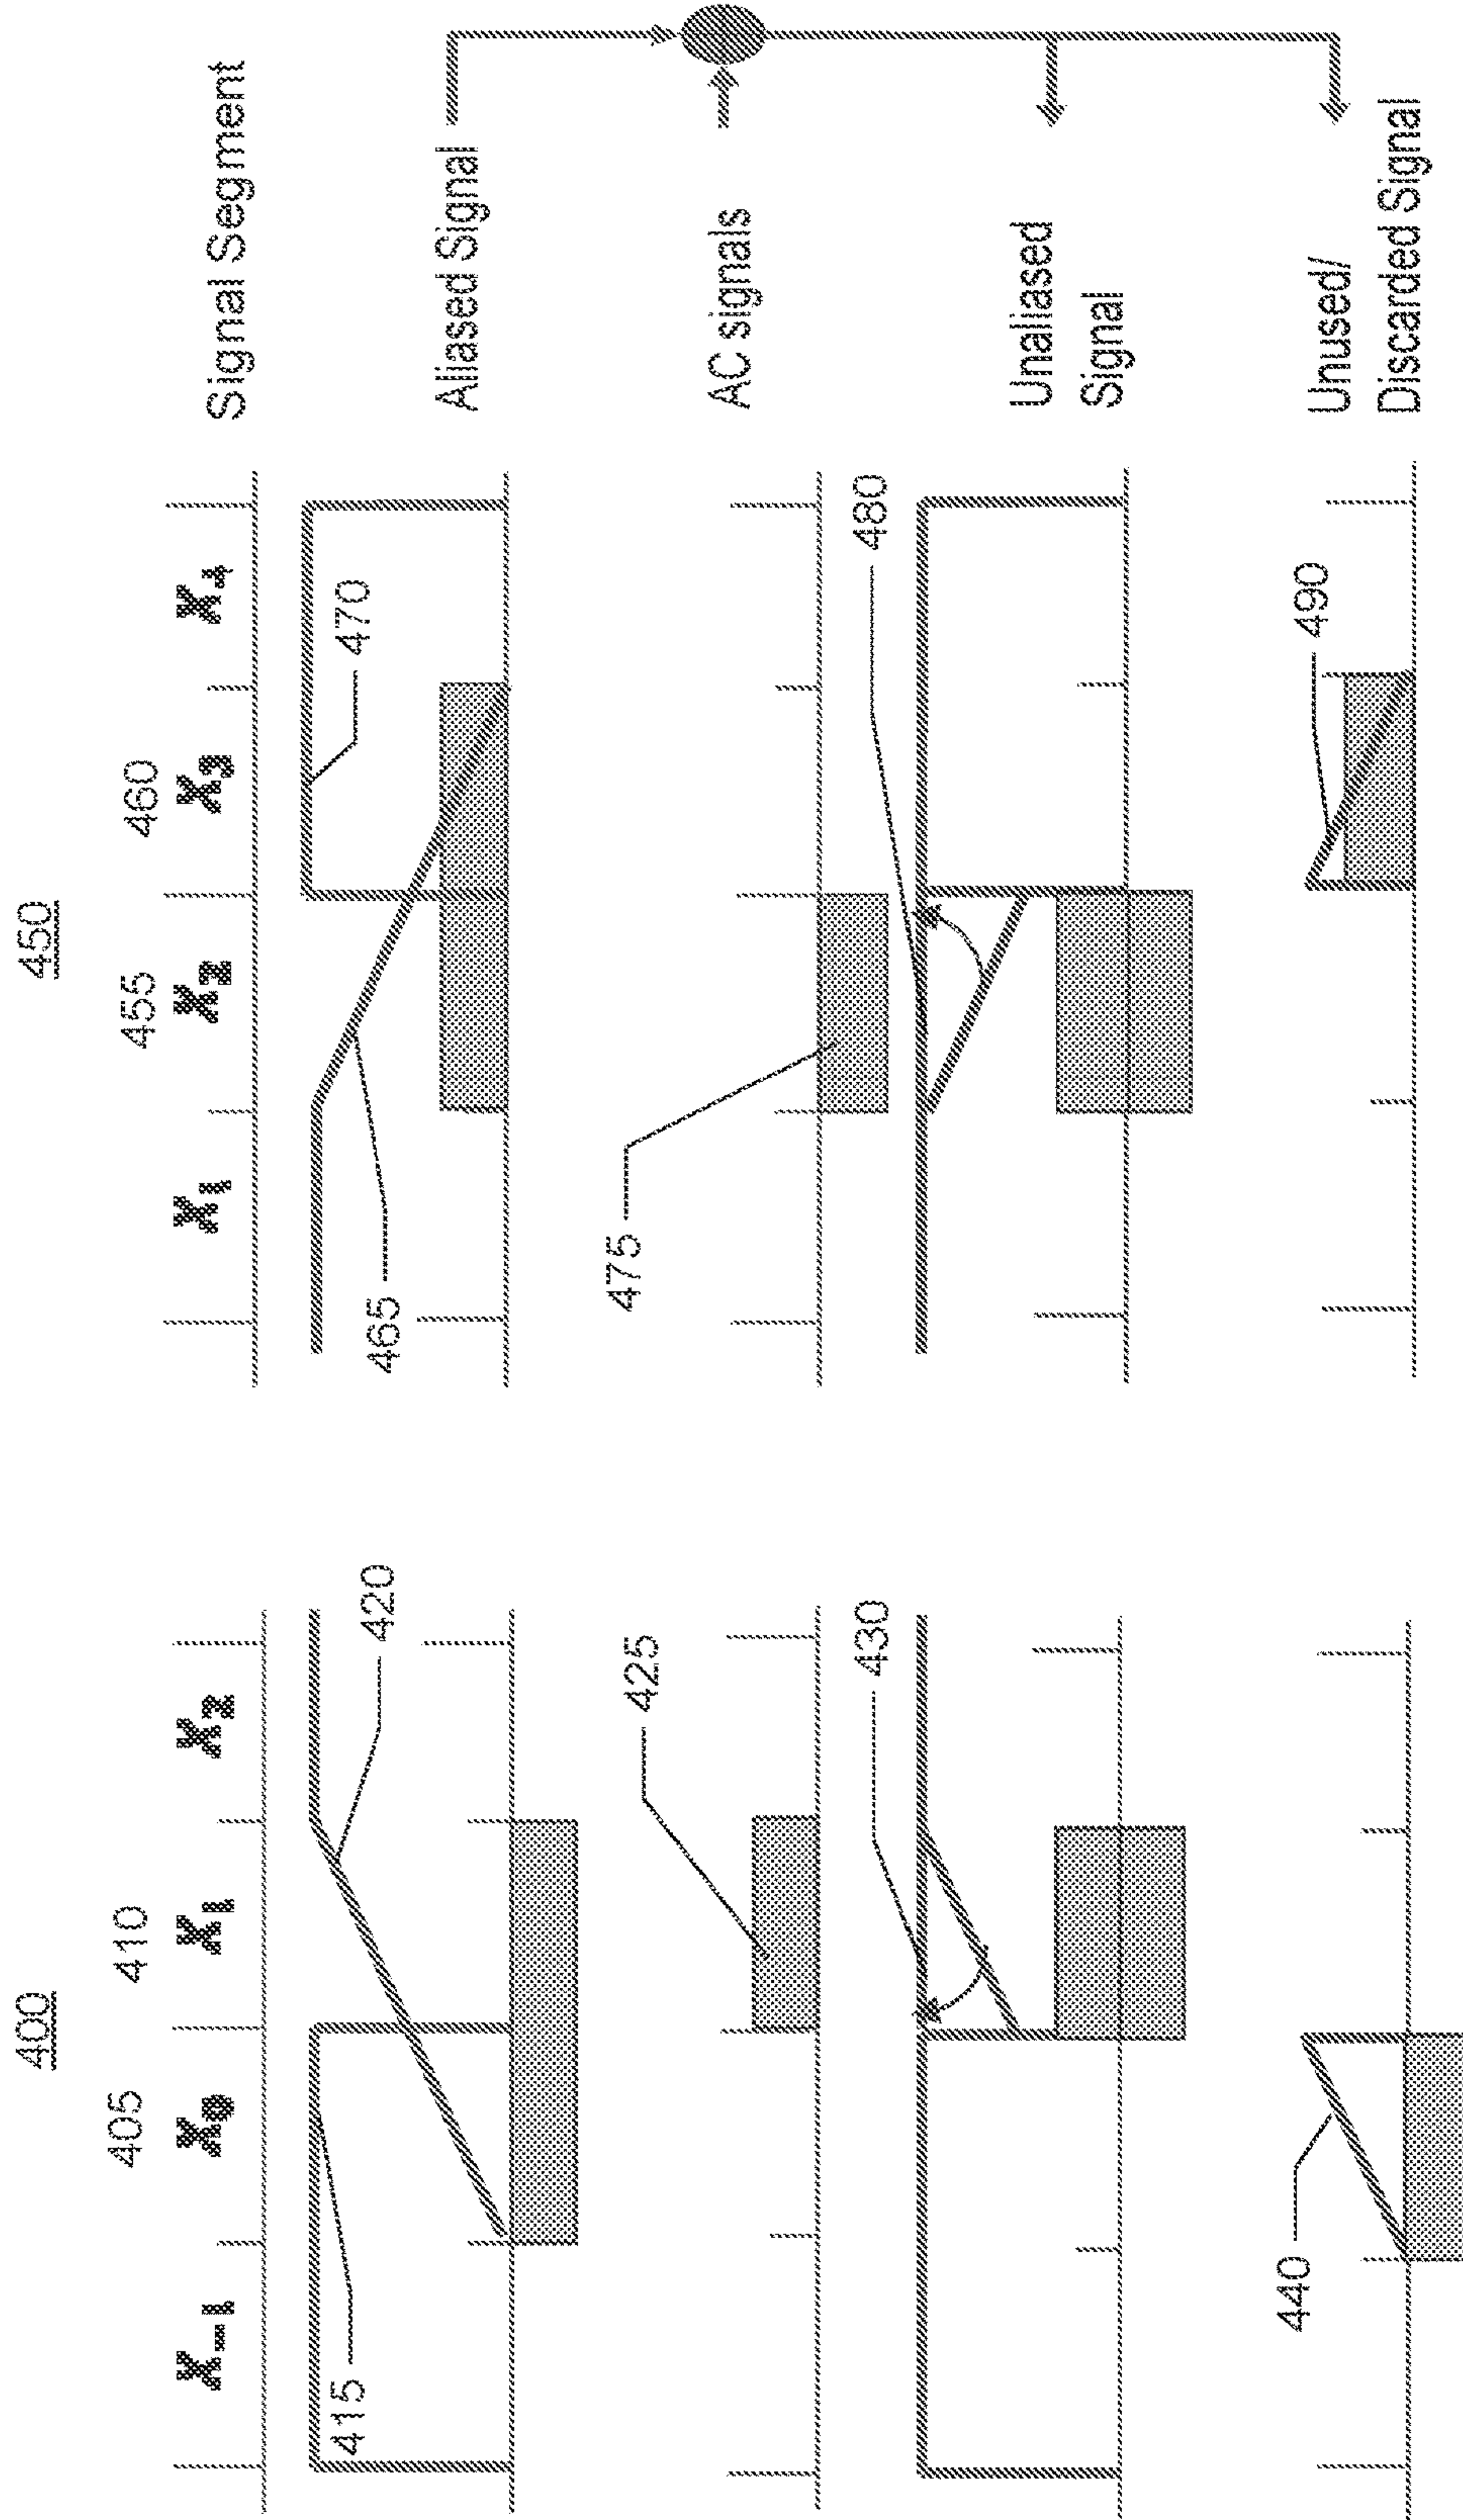 400
450
405
410
455
460
X_1
X0
X1
X2
X1
X2
X3
X4
Signal Segment
415
420
465
470
Aliased Signal
425
475
AC signals
430
480
Unaliased
Signal
440
490
Unused/
Discarded Signal